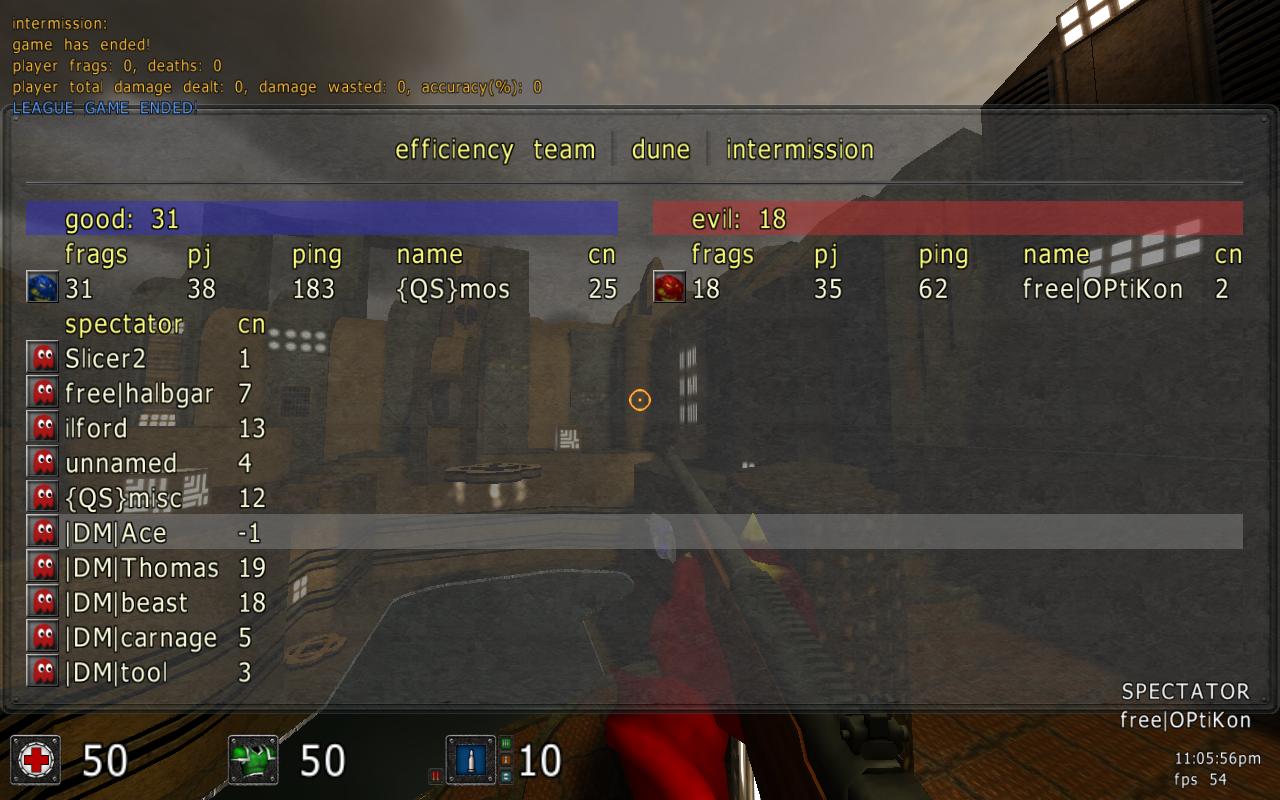 intermission:
game has ended!
player frags: 0, deaths: 0
player total damage dealt: 0, damage wasted: 0, accuracy(%): 0
LEAGUE GAME ENDED!
efficiency team dune intermission
good: 31 evil: 18
frags pj ping name cn frags pj ping name cn
31 38 183 {QS}mos 25 18 35 62 free|OPtiKon 2
spectator cn
Slicer2 1
free|halbgar 7
ilford 13
unnamed 4
{QS}misc 12
|DM|Ace -1
|DM|Thomas 19
|DM|beast 18
|DM|carnage 5
|DM|tool 3
SPECTATOR
free|OPtiKon
50 50 10
11:05:56pm
fps 54